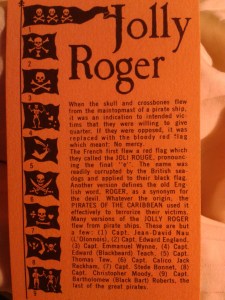 Jolly
Roger
When the skull and crossbones flew
from the maintopmast of a pirate ship,
it was an indication to intended vic-
tims that they were willing to give
quarter. If they were opposed, it was
replaced with the bloody red flag
which meant: No mercy.
The French first flew a red flag which
they called the JOLI ROUGE, pronounc-
ing the final "e". The name was
readily corrupted by the British sea-
dogs and applied to their black flag.
Another version defines the old Eng-
lish word, ROGER, as a synonym for
the devil. Whatever the origin, the
PIRATES OF THE CARIBBEAN used it
effectively to terrorize their victims.
Many versions of the JOLLY ROGER
flew from pirate ships. These are but
a few: (1) Capt. Jean-David Nau
(L'Olonnois), (2) Capt. Edward England,
(3) Capt. Emmanuel Wynne, (4) Capt.
Edward (Blackbeard) Teach, (5) Capt.
Thomas Tew, (6) Capt. Calico Jack
Rackham, (7) Capt. Stede Bonnet, (8)
Capt. Christopher Moody, (9) Capt.
Bartholomew (Black Bart) Roberts, the
last of the great pirates.